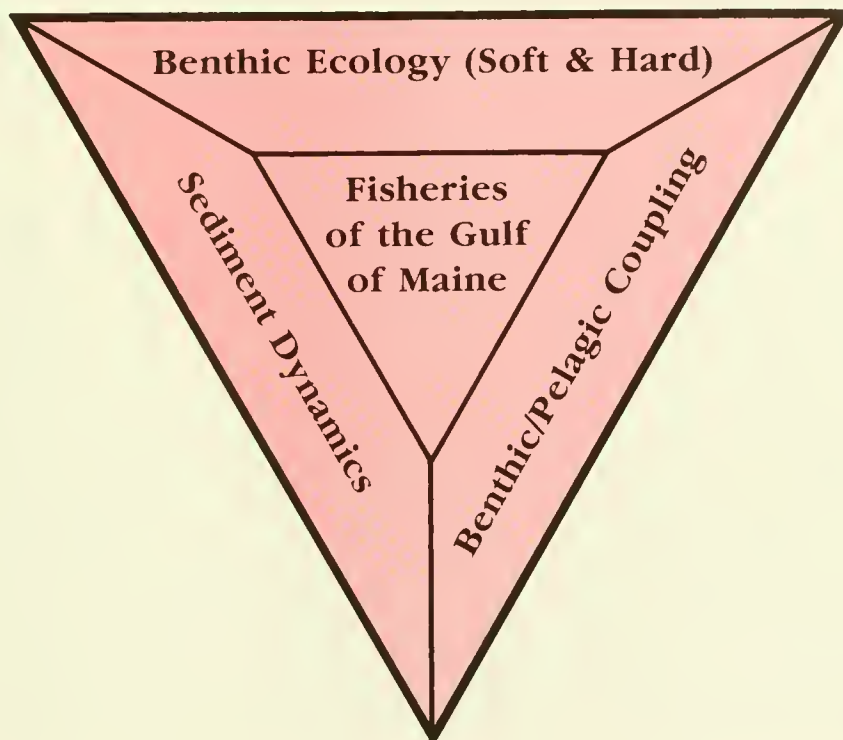 Benthic Ecology (Soft & Hard)
Fisheries
of the Gulf
of Maine
Sediment Dynamics
Benthic/Pelagic Coupling